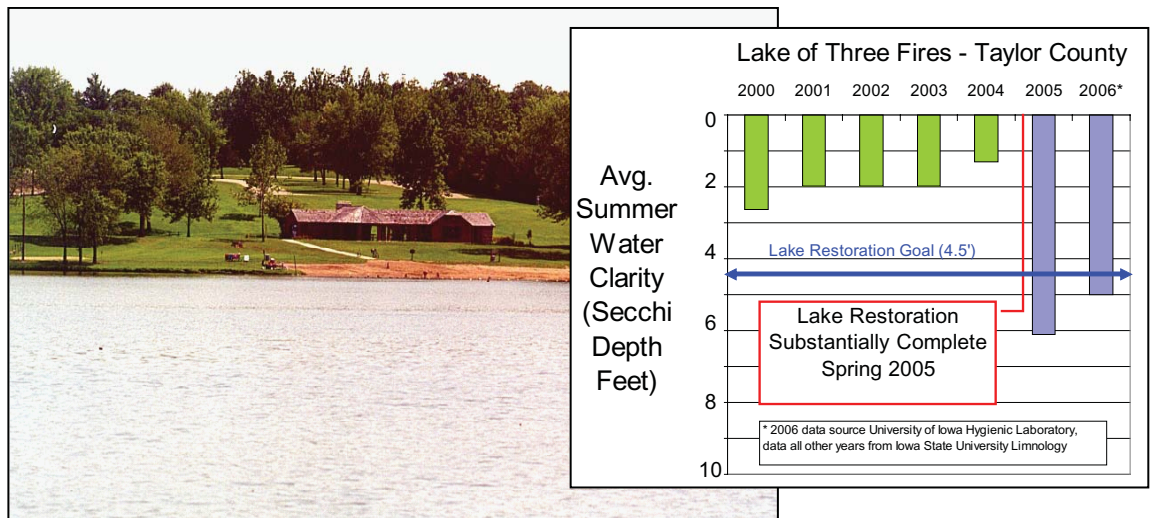 Lake of Three Fires - Taylor County
2000 2001 2002 2003 2004 2005 2006*
0
2
4
6
8
10
Avg.
Summer
Water
Clarity
(Secchi
Depth
Feet)
Lake Restoration Goal (4.5')
Lake Restoration
Substantially Complete
Spring 2005
* 2006 data source University of Iowa Hygienic Laboratory,
data all other years from Iowa State University Limnology